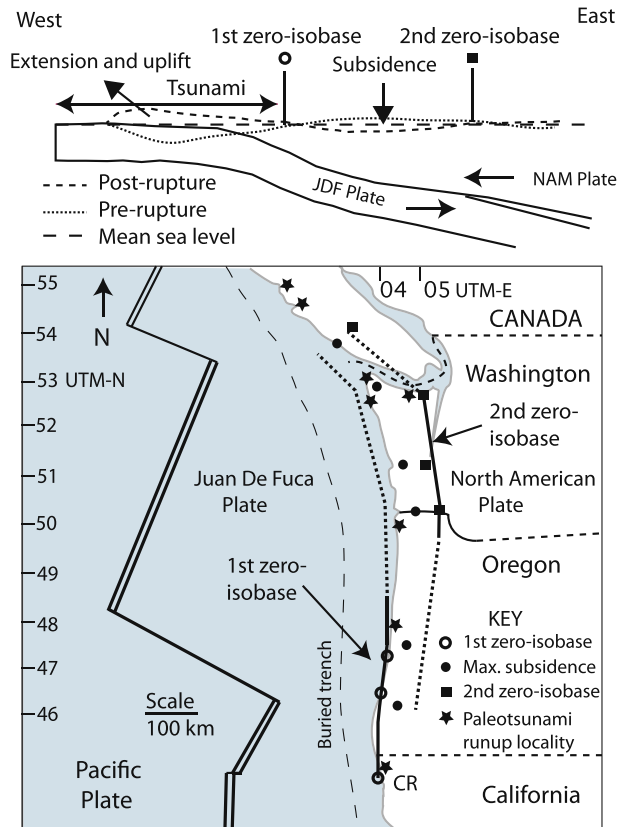 West
East
1st zero-isobase
2nd zero-isobase
Extension and uplift
Tsunami
Subsidence
JDF Plate
NAM Plate
Post-rupture
Pre-rupture
Mean sea level
55
54
53 UTM-N
52
51
50
49
48
47
46
N
04
05 UTM-E
CANADA
Washington
2nd zero-
isobase
Juan De Fuca
Plate
North American
Plate
Oregon
1st zero-
isobase
KEY
1st zero-isobase
Max. subsidence
2nd zero-isobase
Paleotsunami
runup locality
Buried trench
Scale
100 km
Pacific
Plate
CR
California